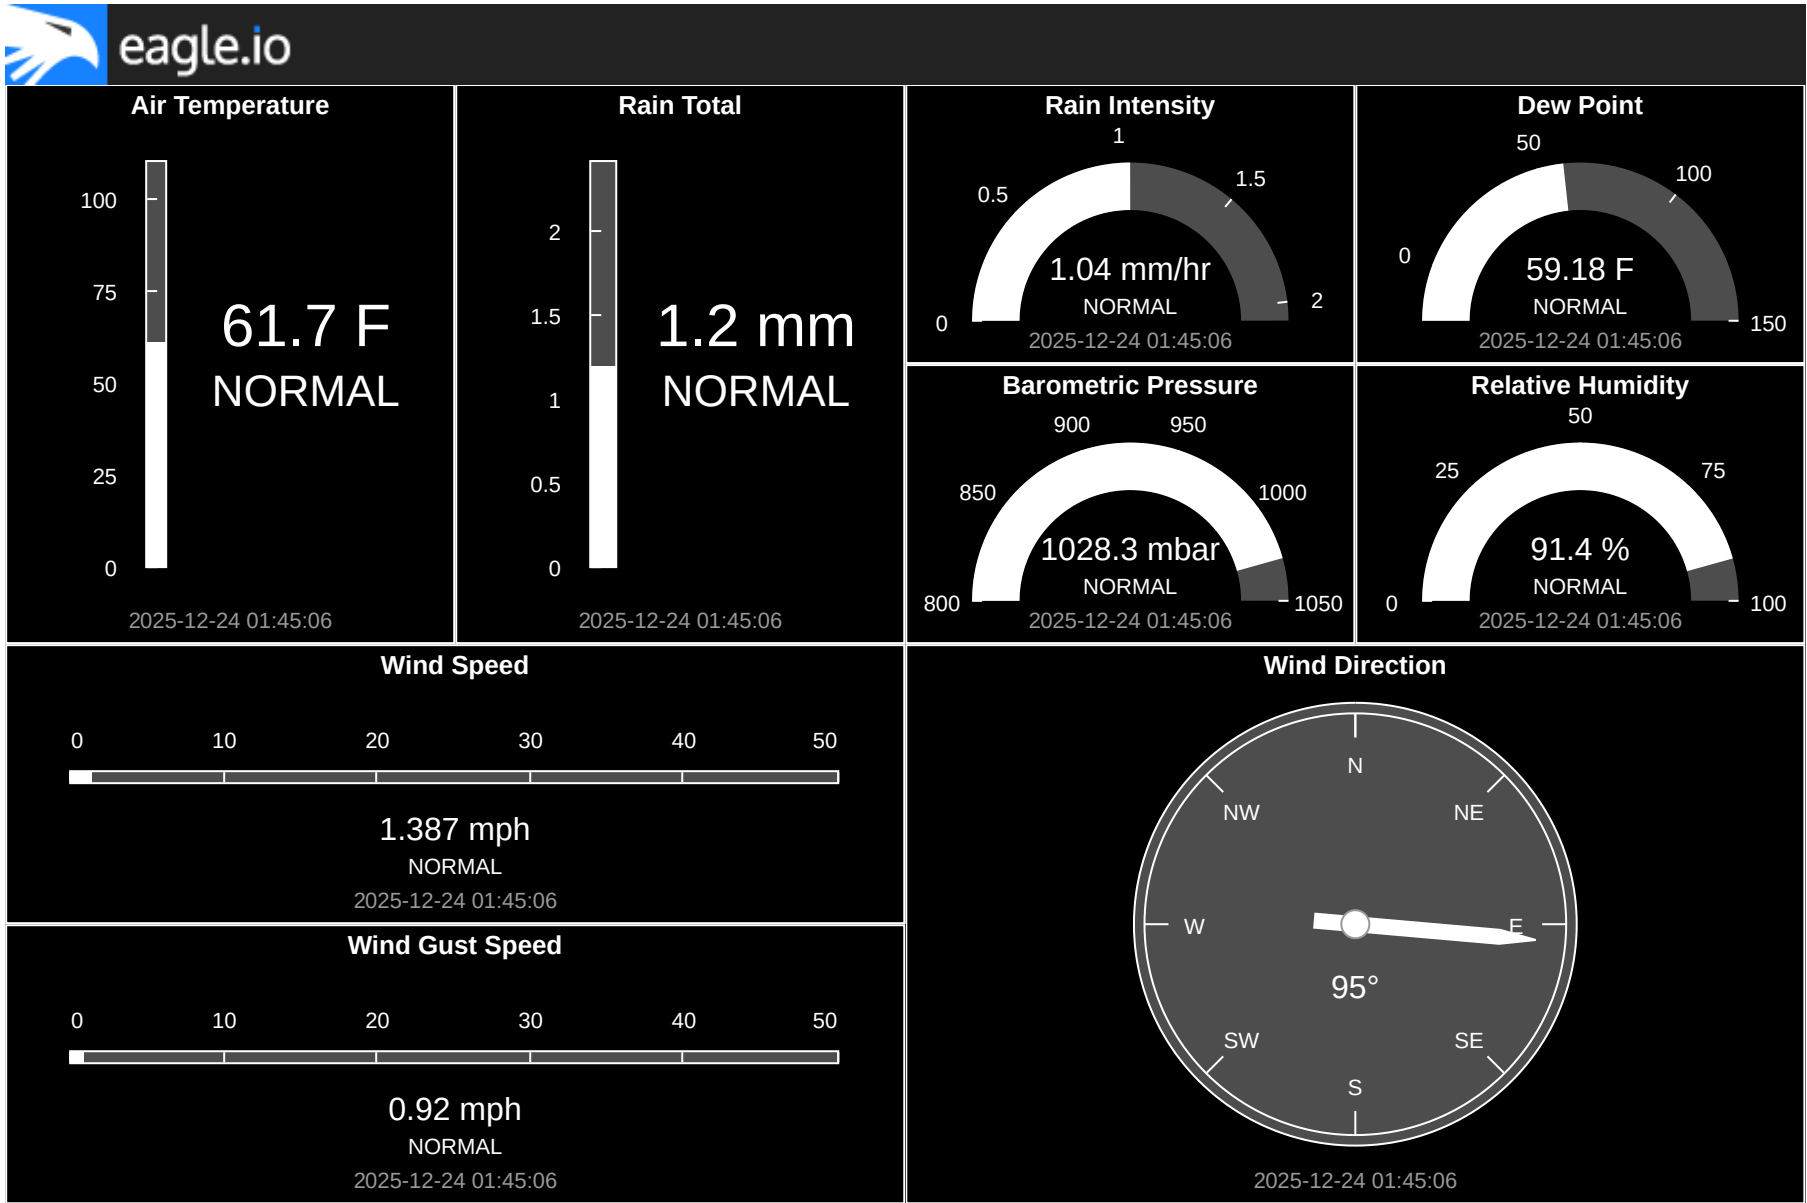 eagle.io
Air Temperature
100
75
50
25
0
61.7 F
NORMAL
2025-12-24 01:45:06
Rain Total
2
1.5
1
0.5
0
1.2 mm
NORMAL
2025-12-24 01:45:06
Rain Intensity
0
0.5
1
1.5
2
1.04 mm/hr
NORMAL
2025-12-24 01:45:06
Dew Point
0
50
100
150
59.18 F
NORMAL
2025-12-24 01:45:06
Barometric Pressure
800
850
900
950
1000
1050
1028.3 mbar
NORMAL
2025-12-24 01:45:06
Relative Humidity
0
25
50
75
100
91.4 %
NORMAL
2025-12-24 01:45:06
Wind Speed
0 10 20 30 40 50
1.387 mph
NORMAL
2025-12-24 01:45:06
Wind Gust Speed
0 10 20 30 40 50
0.92 mph
NORMAL
2025-12-24 01:45:06
Wind Direction
N
NW NE
W E
95°
SW SE
S
2025-12-24 01:45:06